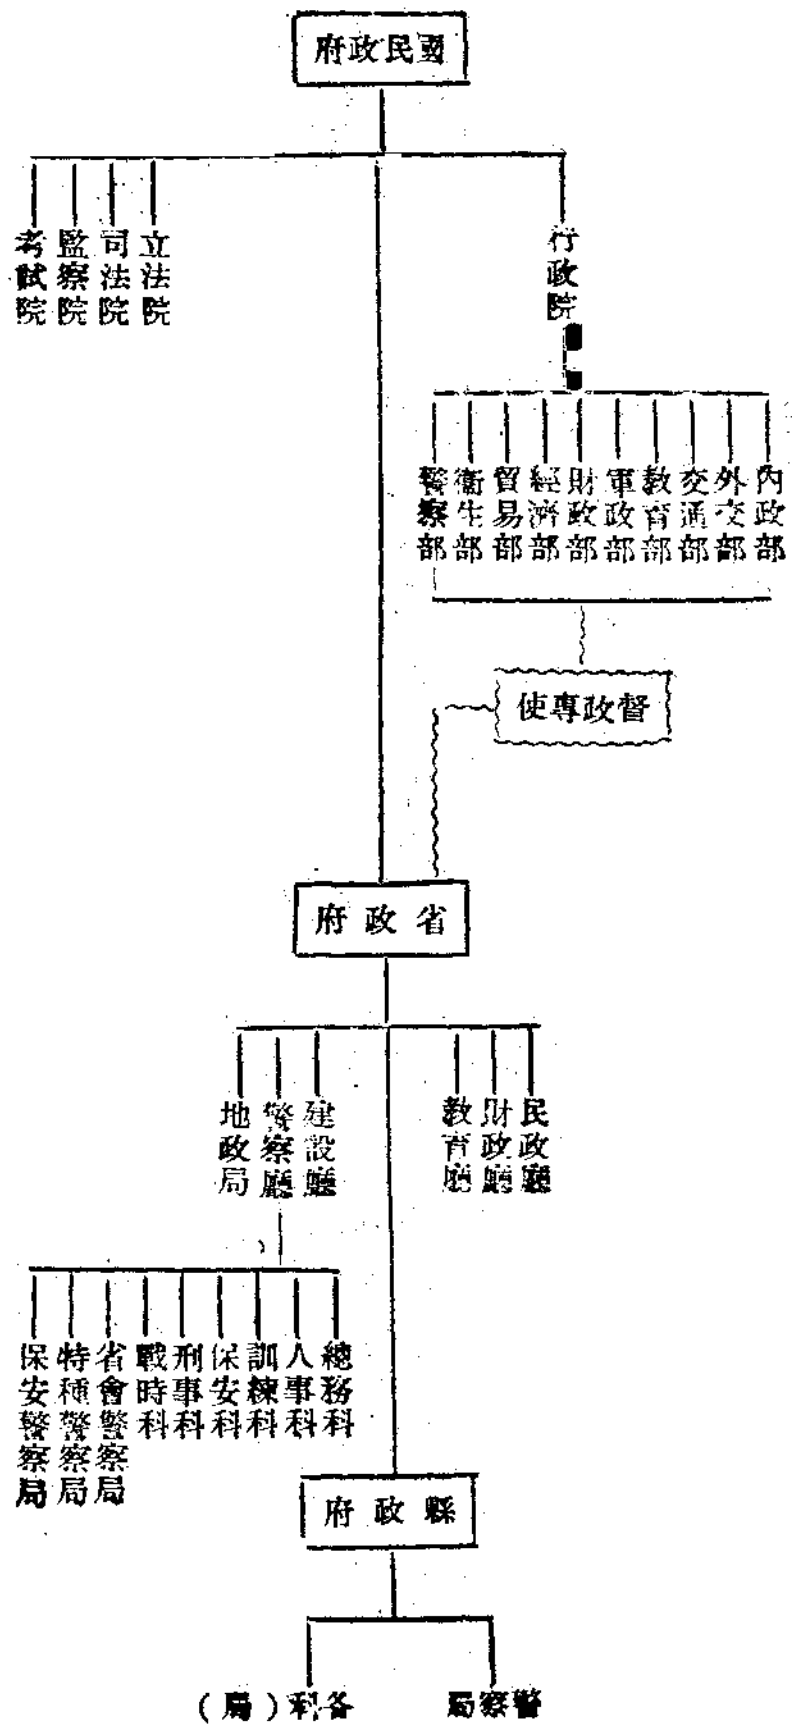 國民政府
行政院
立法院
司法院
監察院
考試院
內政部
外交部
交通部
教育部
軍政部
財政部
經濟部
貿易部
衞生部
警察部
督政專使
省政府
民政廳
財政廳
教育廳
建設廳
警察廳
地政局
總務科
人事科
訓練科
保安科
刑事科
戰時科
省會警察局
特種警察局
保安警察局
縣政府
警察局
各科（局）